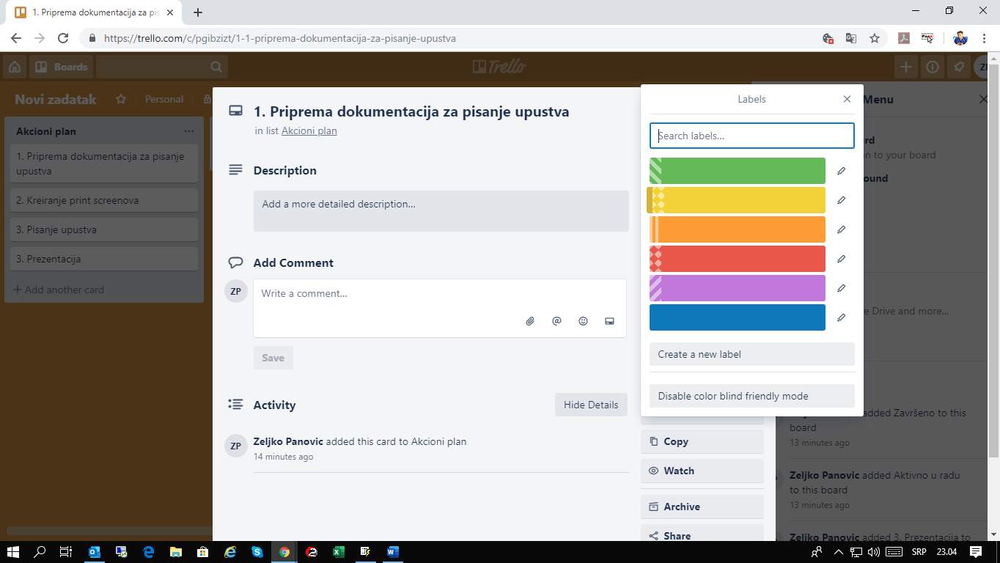 1. Priprema dokumentacija za pis
https://trello.com/c/pgibzizt/1-1-priprema-dokumentacija-za-pisanje-upustva
Boards
Trello
Novi zadatak
Personal
Akcioni plan
1. Priprema dokumentacija za pisanje
upustva
2. Kreiranje print screenova
3. Pisanje upustva
3. Prezentacija
Add another card
1. Priprema dokumentacija za pisanje upustva
in list Akcioni plan
Description
Add a more detailed description…
Add Comment
ZP
Write a comment…
@
Save
Activity
Hide Details
ZP
Zeljko Panovic added this card to Akcioni plan
14 minutes ago
Labels
Search labels…
Create a new label
Disable color blind friendly mode
Copy
Watch
Archive
Share
Menu
rd
n to your board
ound
e Drive and more...
added Završeno to this
board
13 minutes ago
Zeljko Panovic added Aktivno u radu
to this board
13 minutes ago
Zeljko Panovic added 3. Prezentacija to
SRP
23.04